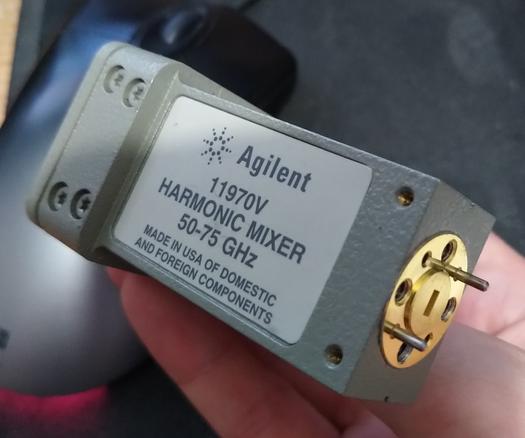 Agilent
11970V
HARMONIC MIXER
50-75 GHz
MADE IN USA OF DOMESTIC
AND FOREIGN COMPONENTS